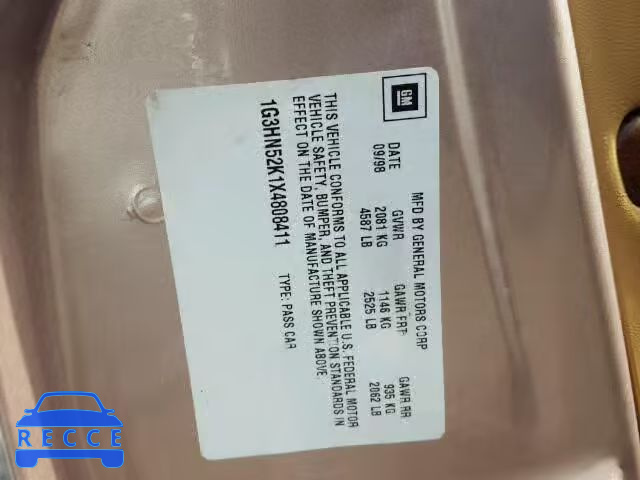 GM
MFD BY GENERAL MOTORS CORP
DATE GVWR GAWR FRT GAWR RR
09/98 2081 KG 1146 KG 935 KG
4587 LB 2525 LB 2062 LB
THIS VEHICLE CONFORMS TO ALL APPLICABLE U.S. FEDERAL MOTOR
VEHICLE SAFETY, BUMPER, AND THEFT PREVENTION STANDARDS IN
EFFECT ON THE DATE OF MANUFACTURE SHOWN ABOVE.
1G3HN52K1X4808411 TYPE: PASS CAR
RECCE